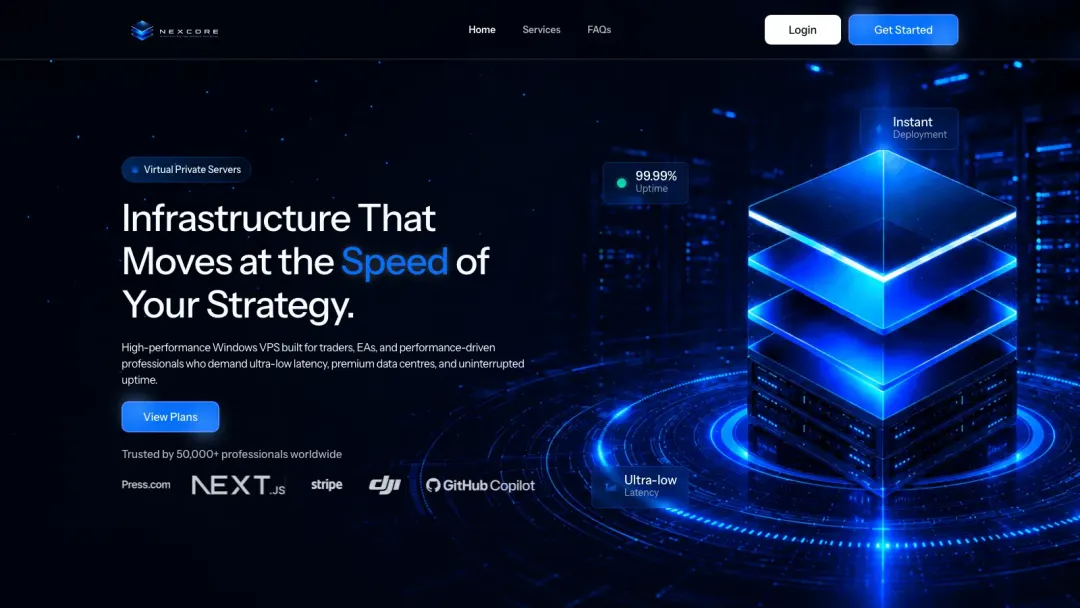 NEXCORE
Home
Services
FAQs
Login
Get Started
Instant
Deployment
99.99%
Uptime
Virtual Private Servers
Infrastructure That
Moves at the Speed of
Your Strategy.
High-performance Windows VPS built for traders, EAs, and performance-driven
professionals who demand ultra-low latency, premium data centres, and uninterrupted
uptime.
View Plans
Trusted by 50,000+ professionals worldwide
Press.com
NEXT.JS
stripe
dji
GitHub Copilot
Ultra-low
Latency